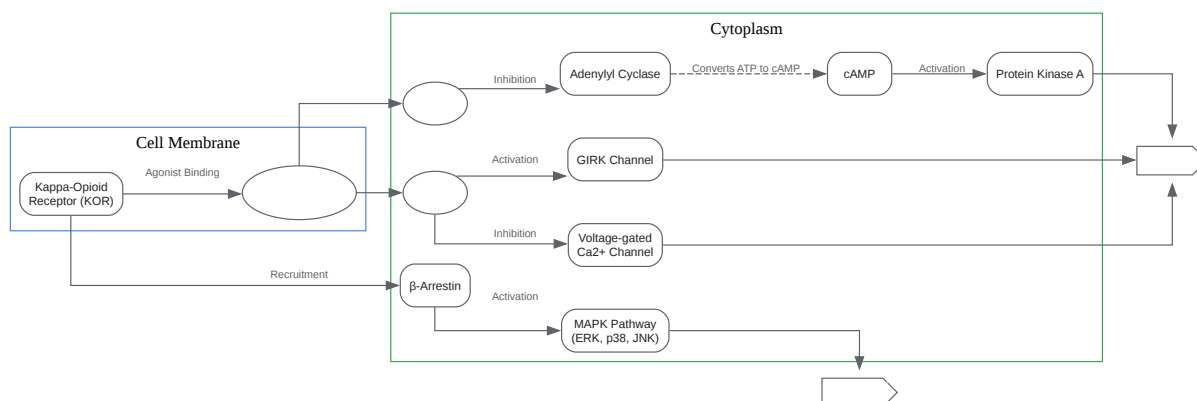 Cytoplasm
Inhibition
Adenylyl Cyclase
Converts ATP to cAMP
cAMP
Activation
Protein Kinase A
Cell Membrane
Agonist Binding
Kappa-Opioid
Receptor (KOR)
Activation
GIRK Channel
Inhibition
Voltage-gated
Ca2+ Channel
Recruitment
β-Arrestin
Activation
MAPK Pathway
(ERK, p38, JNK)